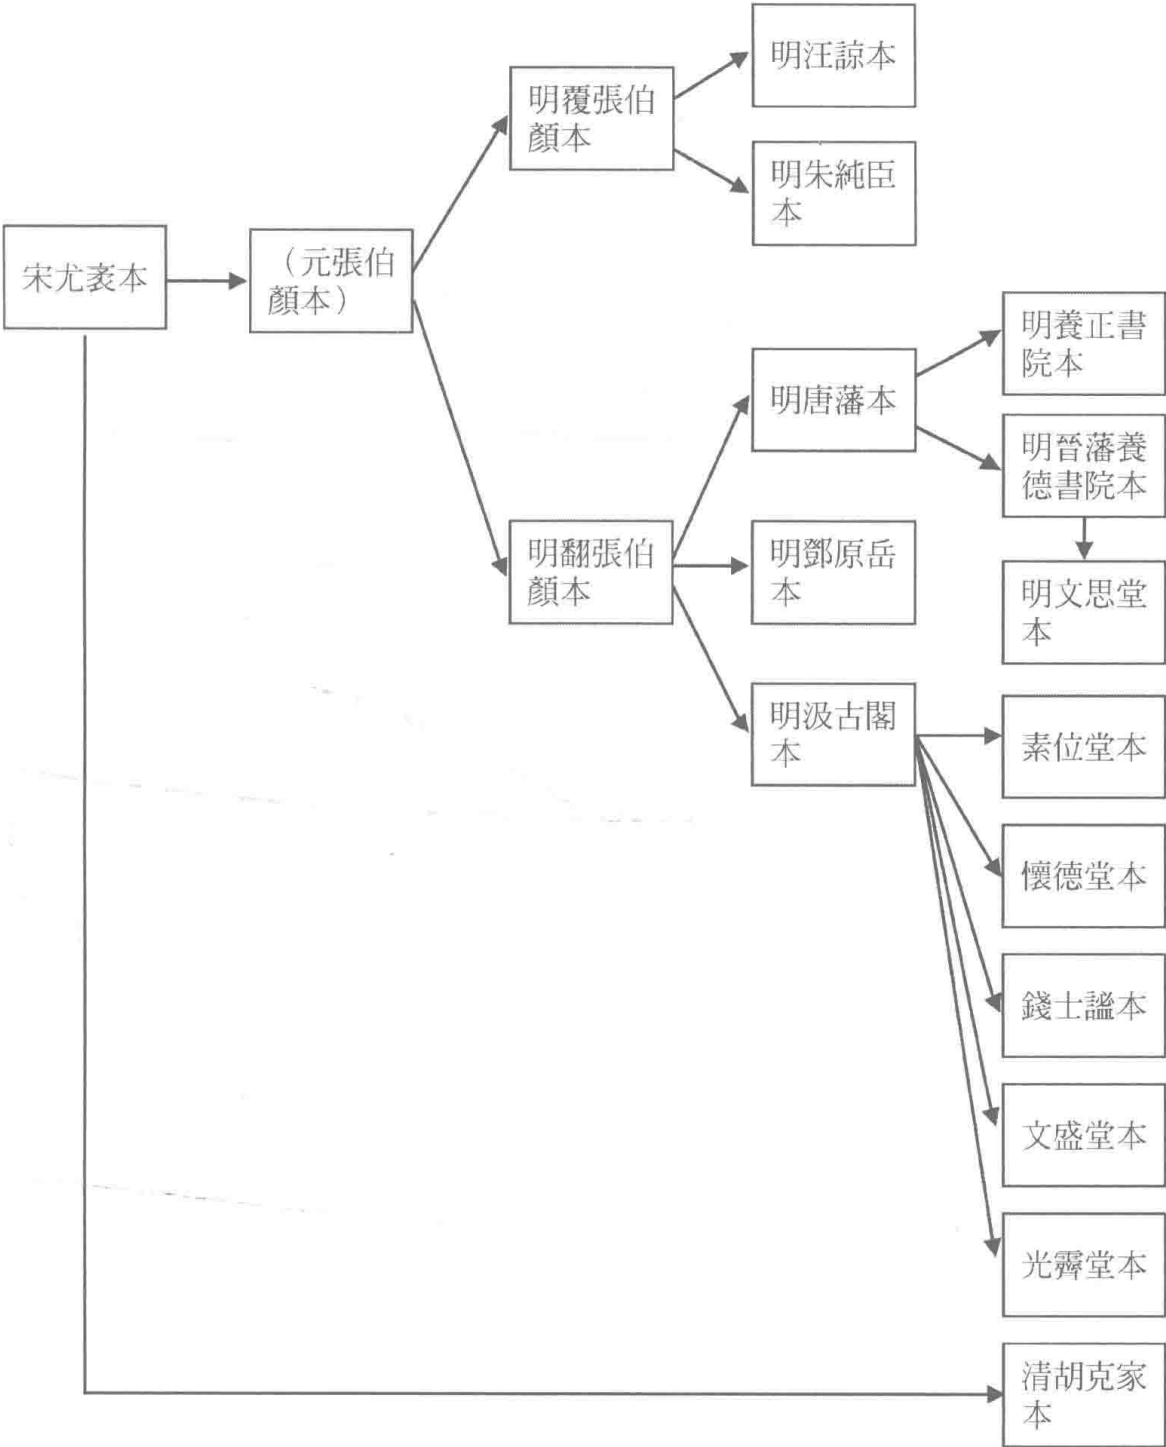 宋尤袤本
（元張伯
顏本）
明覆張伯
顏本
明汪諒本
明朱純臣
本
明翻張伯
顏本
明唐藩本
明養正書
院本
明晉藩養
德書院本
明文思堂
本
明鄧原岳
本
明汲古閣
本
素位堂本
懷德堂本
錢士謐本
文盛堂本
光霽堂本
清胡克家
本